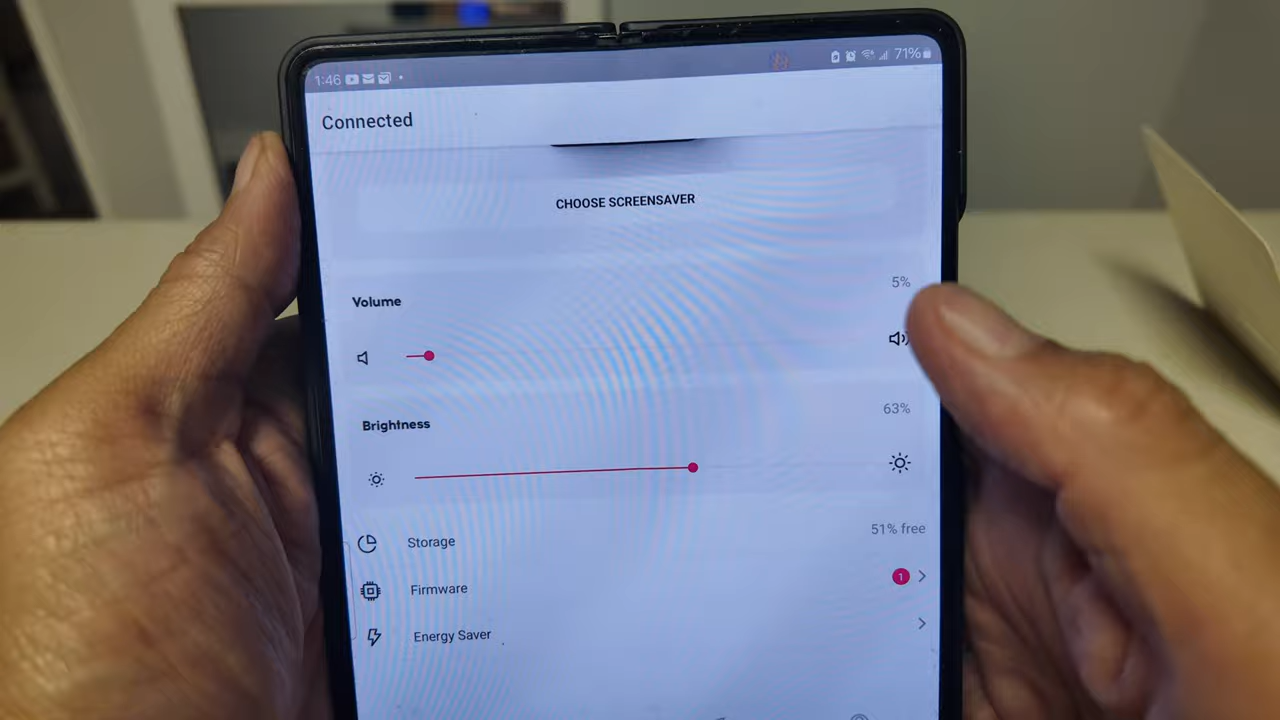 1:46 71%
Connected
CHOOSE SCREENSAVER
5%
Volume
63%
Brightness
Storage 51% free
Firmware 1
Energy Saver